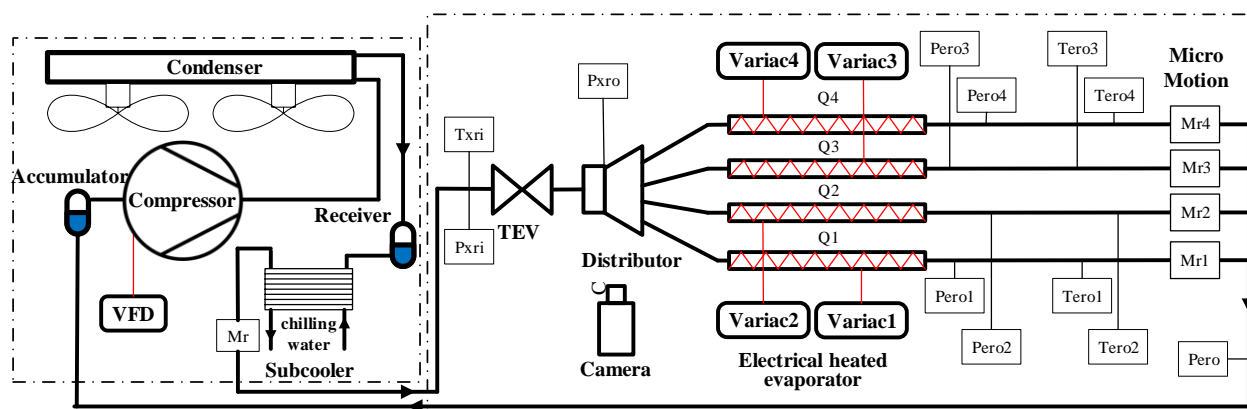 Condenser
Accumulator
Compressor
Receiver
VFD
Mr
chilling
water
Subcooler
Txri
Pxri
TEV
Pxro
Distributor
C
Camera
Variac4
Variac3
Q4
Q3
Q2
Q1
Variac2
Variac1
Electrical heated
evaporator
Pero3
Pero4
Tero3
Tero4
Micro
Motion
Mr4
Mr3
Mr2
Mr1
Pero1
Pero2
Tero1
Tero2
Pero